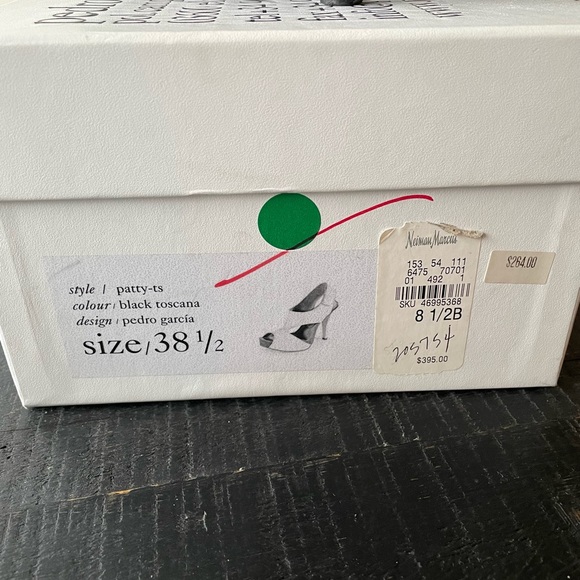 style / patty-ts
colour / black toscana
design / pedro garcía
size / 38 1/2
Neiman Marcus
153 54 111
6475 70701
01 492 1
SKU 46995368
8 1/2B
205754
$395.00
$264.00